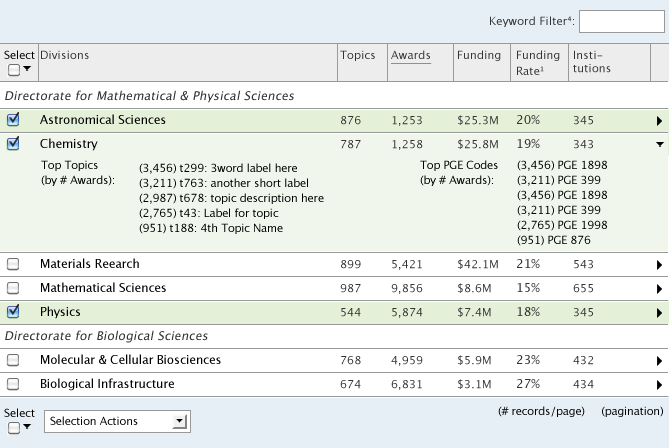 Keyword Filter⁴:
Select Divisions Topics Awards Funding Funding Rate¹ Insti-tutions
Directorate for Mathematical & Physical Sciences
Astronomical Sciences 876 1,253 $25.3M 20% 345
Chemistry 787 1,258 $25.8M 19% 343
Top Topics (by # Awards):
(3,456) t299: 3word label here
(3,211) t763: another short label
(2,987) t678: topic description here
(2,765) t43: Label for topic
(951) t188: 4th Topic Name
Top PGE Codes (by # Awards):
(3,456) PGE 1898
(3,211) PGE 399
(3,456) PGE 1898
(3,211) PGE 399
(2,765) PGE 1998
(951) PGE 876
Materials Reearch 899 5,421 $42.1M 21% 543
Mathematical Sciences 987 9,856 $8.6M 15% 655
Physics 544 5,874 $7.4M 18% 345
Directorate for Biological Sciences
Molecular & Cellular Biosciences 768 4,959 $5.9M 23% 432
Biological Infrastructure 674 6,831 $3.1M 27% 434
Select
Selection Actions
(# records/page) (pagination)